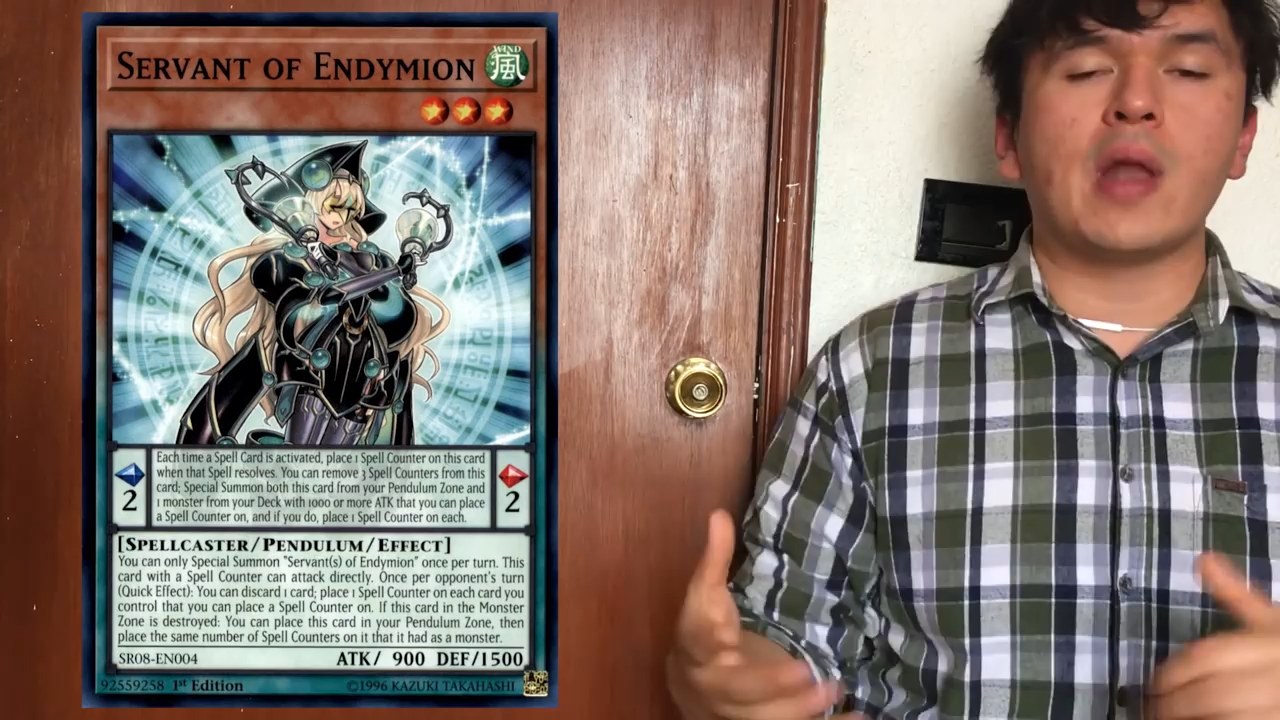 SERVANT OF ENDYMION
WIND
風
Each time a Spell Card is activated, place 1 Spell Counter on this card
when that Spell resolves. You can remove 3 Spell Counters from this
card; Special Summon both this card from your Pendulum Zone and
1 monster from your Deck with 1000 or more ATK that you can place
a Spell Counter on, and if you do, place 1 Spell Counter on each.
2
2
[SPELLCASTER/PENDULUM/EFFECT]
You can only Special Summon "Servant(s) of Endymion" once per turn. This
card with a Spell Counter can attack directly. Once per opponent's turn
(Quick Effect): You can discard 1 card; place 1 Spell Counter on each card you
control that you can place a Spell Counter on. If this card in the Monster
Zone is destroyed: You can place this card in your Pendulum Zone, then
place the same number of Spell Counters on it that it had as a monster.
SR08-EN004
ATK/ 900 DEF/1500
92559258 1st Edition
©1996 KAZUKI TAKAHASHI